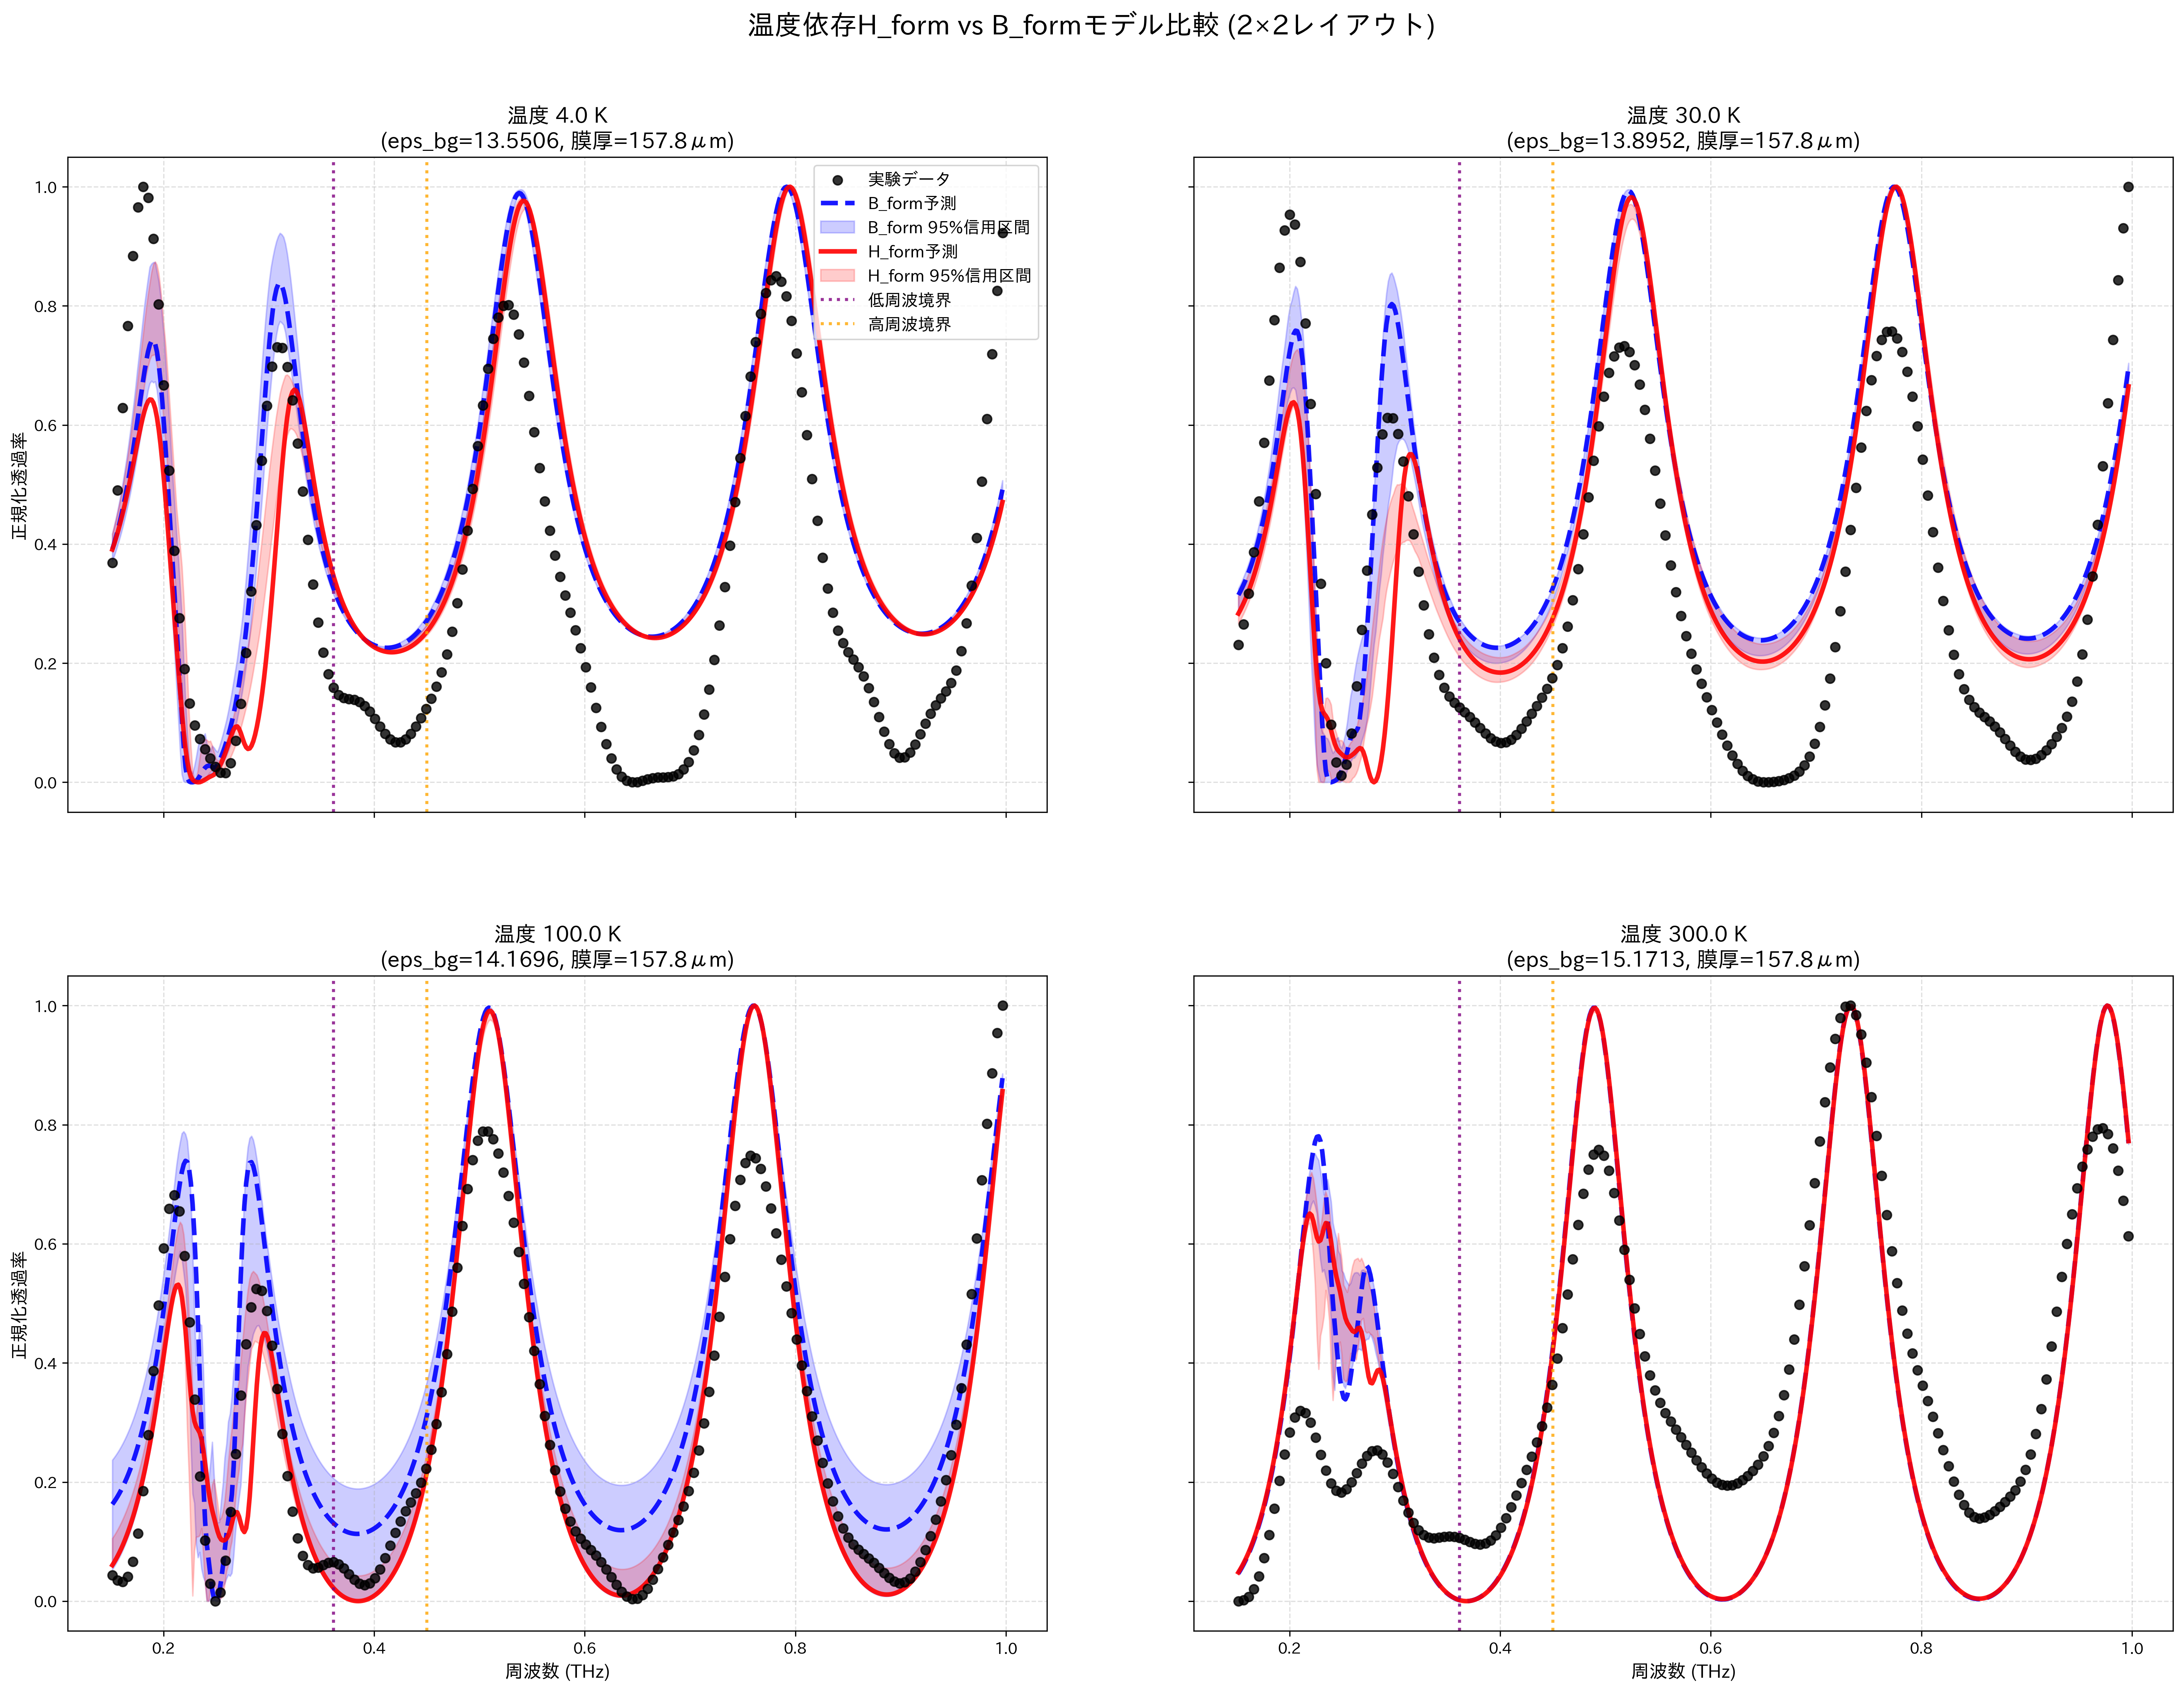 温度依存H_form vs B_formモデル比較 (2×2レイアウト)
温度 4.0 K
(eps_bg=13.5506, 膜厚=157.8μm)
正規化透過率
1.0
0.8
0.6
0.4
0.2
0.0
実験データ
B_form予測
B_form 95%信用区間
H_form予測
H_form 95%信用区間
低周波境界
高周波境界
温度 30.0 K
(eps_bg=13.8952, 膜厚=157.8μm)
温度 100.0 K
(eps_bg=14.1696, 膜厚=157.8μm)
正規化透過率
1.0
0.8
0.6
0.4
0.2
0.0
0.2 0.4 0.6 0.8 1.0
周波数 (THz)
温度 300.0 K
(eps_bg=15.1713, 膜厚=157.8μm)
0.2 0.4 0.6 0.8 1.0
周波数 (THz)